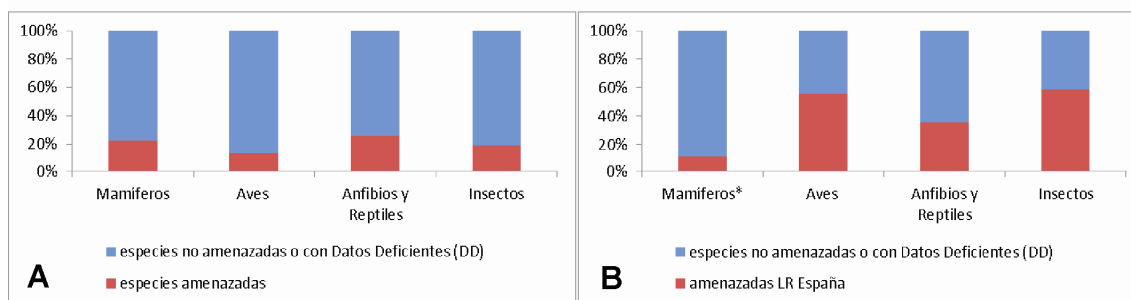 100%
80%
60%
40%
20%
0%
Mamíferos
Aves
Anfibios y
Reptiles
Insectos
especies no amenazadas o con Datos Deficientes (DD)
especies amenazadas
A
100%
80%
60%
40%
20%
0%
Mamíferos*
Aves
Anfibios y
Reptiles
Insectos
especies no amenazadas o con Datos Deficientes (DD)
amenazadas LR España
B